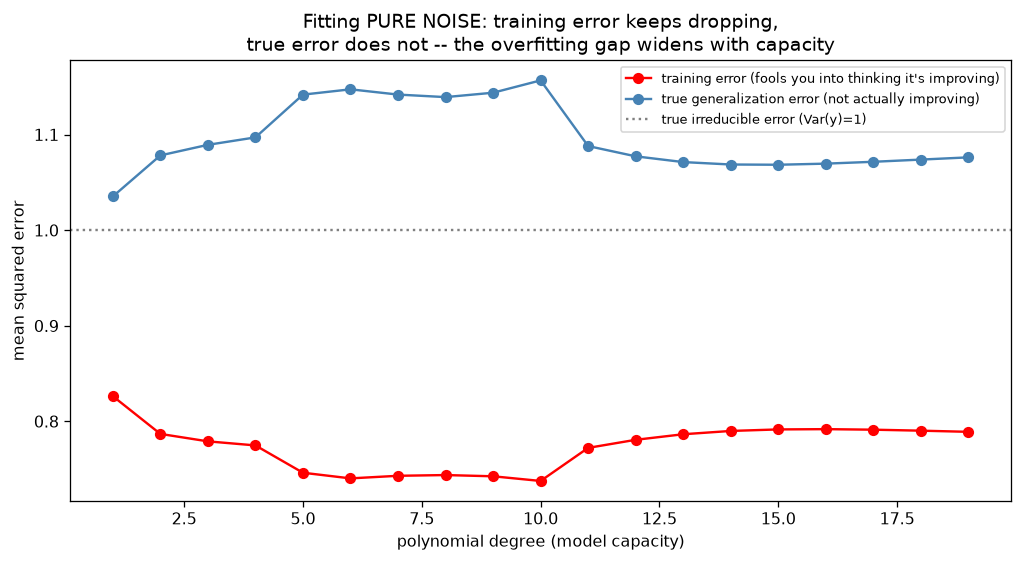 Fitting PURE NOISE: training error keeps dropping,
true error does not -- the overfitting gap widens with capacity
training error (fools you into thinking it's improving)
true generalization error (not actually improving)
true irreducible error (Var(y)=1)
mean squared error
1.1
1.0
0.9
0.8
2.5 5.0 7.5 10.0 12.5 15.0 17.5
polynomial degree (model capacity)